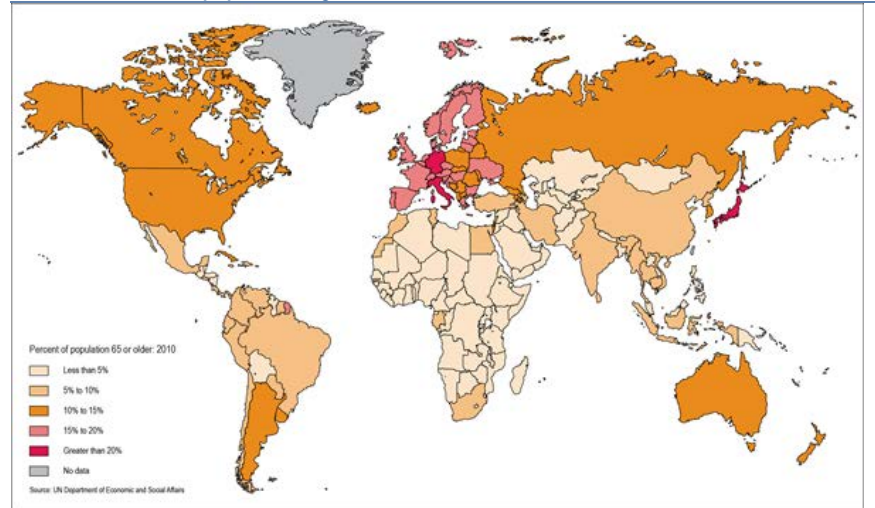 Percent of population 65 or older: 2010
Less than 5%
5% to 10%
10% to 15%
15% to 20%
Greater than 20%
No data
Source: UN Department of Economic and Social Affairs